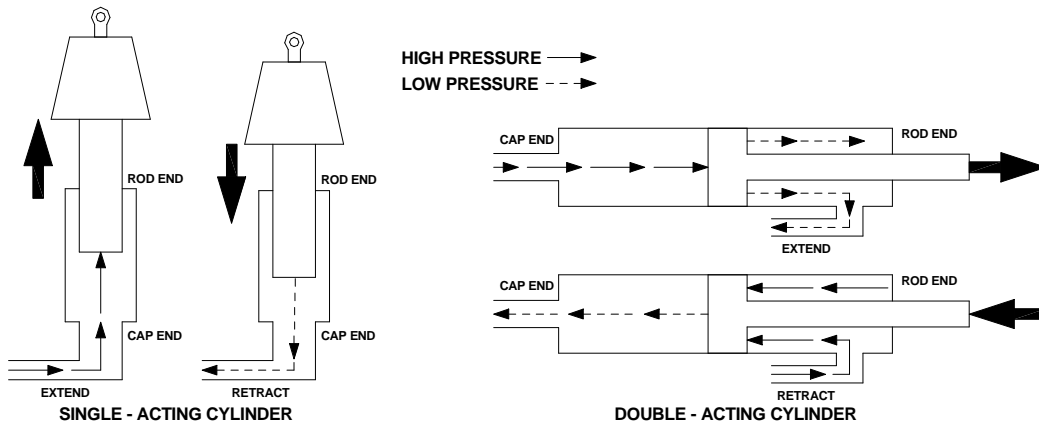 HIGH PRESSURE
LOW PRESSURE
ROD END
CAP END
EXTEND
ROD END
CAP END
RETRACT
SINGLE - ACTING CYLINDER
CAP END
ROD END
EXTEND
CAP END
ROD END
RETRACT
DOUBLE - ACTING CYLINDER